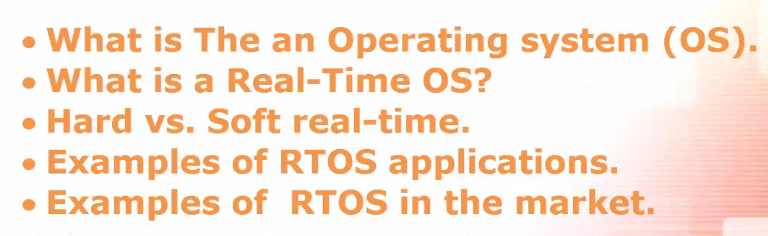 • What is The an Operating system (OS).
• What is a Real-Time OS?
• Hard vs. Soft real-time.
• Examples of RTOS applications.
• Examples of  RTOS in the market.